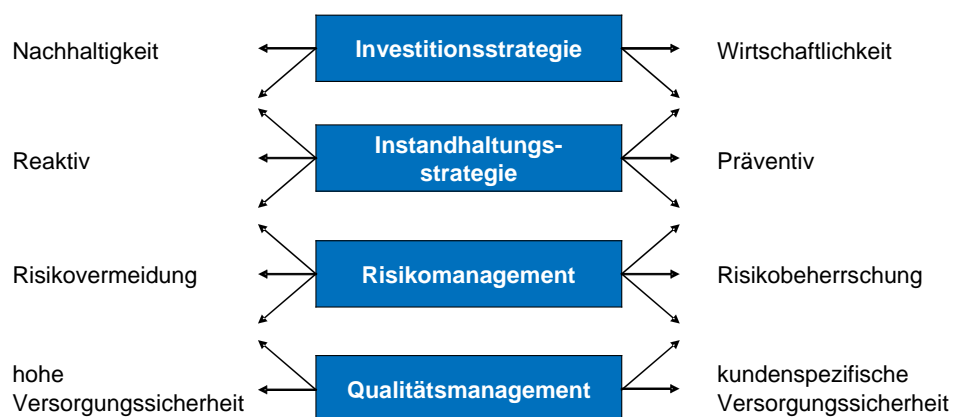 Nachhaltigkeit
Investitionsstrategie
Wirtschaftlichkeit
Reaktiv
Instandhaltungs-
strategie
Präventiv
Risikovermeidung
Risikomanagement
Risikobeherrschung
hohe
Versorgungssicherheit
Qualitätsmanagement
kundenspezifische
Versorgungssicherheit